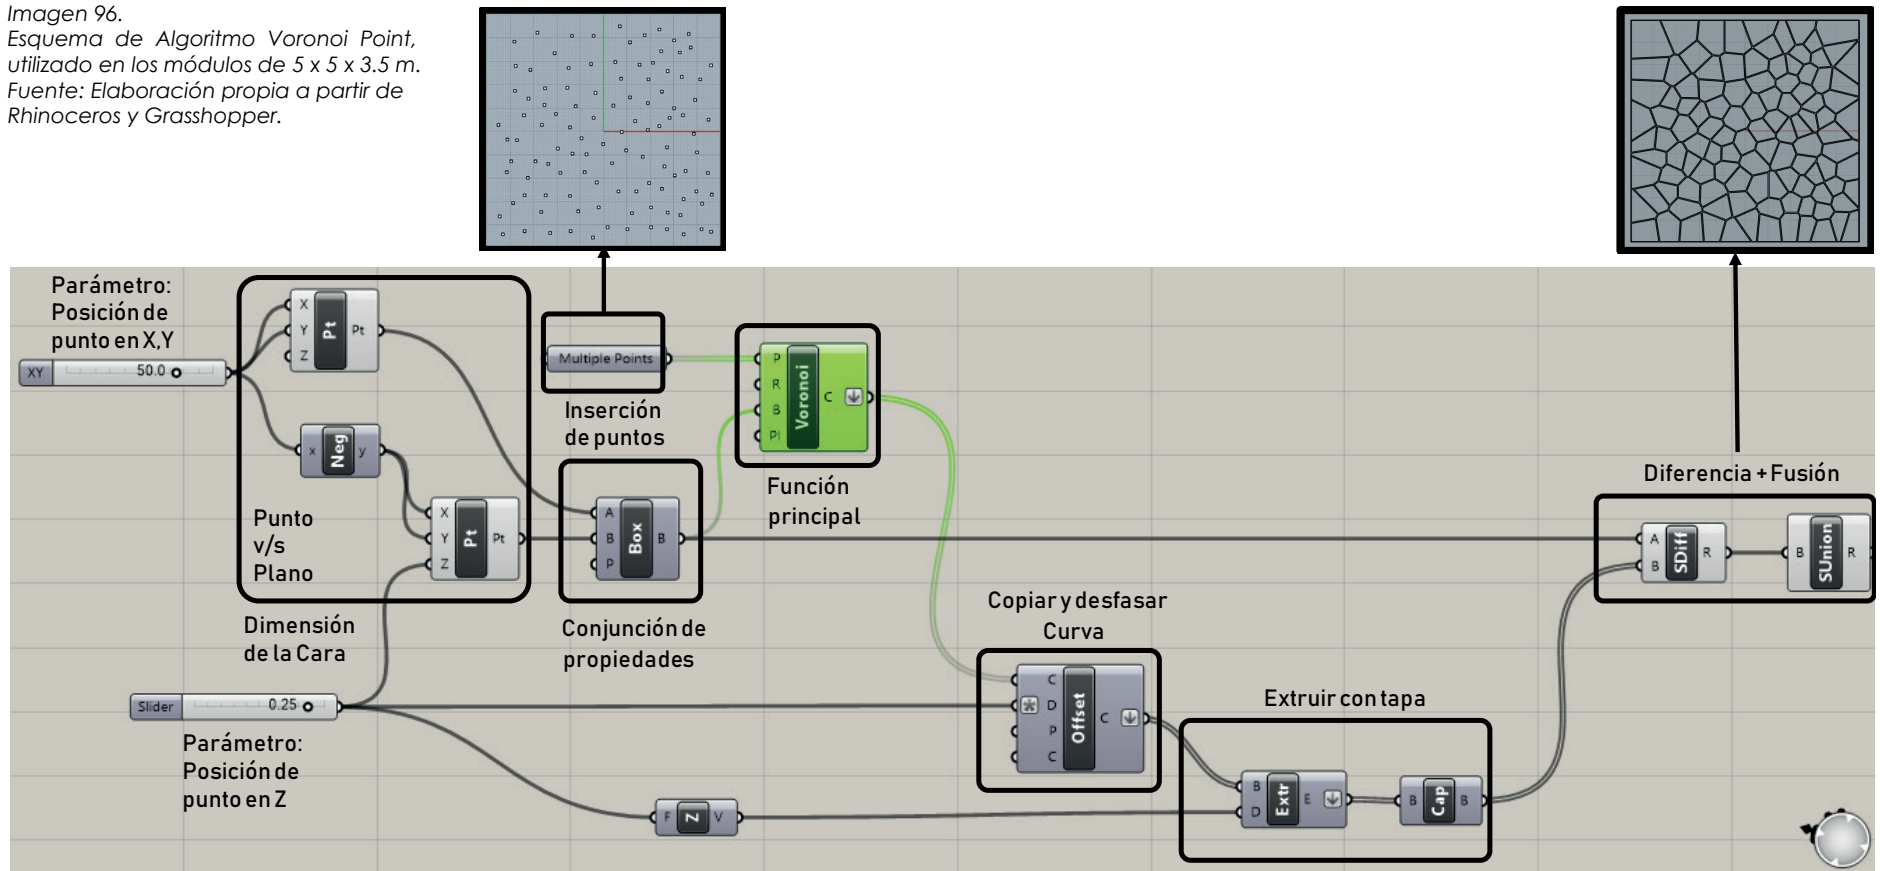 Imagen 96.
Esquema de Algoritmo Voronoi Point,
utilizado en los módulos de 5 x 5 x 3.5 m.
Fuente: Elaboración propia a partir de
Rhinoceros y Grasshopper.
Parámetro:
Posición de
punto en X,Y
XY 50.0
X
Y
Z
Pt
Pt
x Neg y
Punto
v/s
Plano
X
Y
Z
Pt
Pt
Dimensión
de la Cara
Slider 0.25
Parámetro:
Posición de
punto en Z
Multiple Points
Inserción
de puntos
A
B
P
Box
B
Conjunción de
propiedades
P
R
B
Pl
Voronoi
C
Función
principal
F Z V
Copiar y desfasar
Curva
C
D
P
C
Offset
C
Extruir con tapa
B
D
Extr
E
B Cap B
Diferencia + Fusión
A
B
SDiff
R
B SUnion R